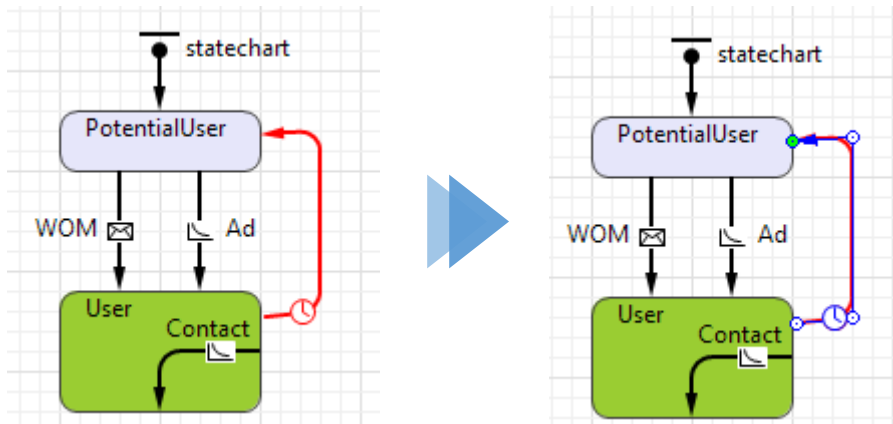 statechart
PotentialUser
WOM
Ad
User
Contact
statechart
PotentialUser
WOM
Ad
User
Contact